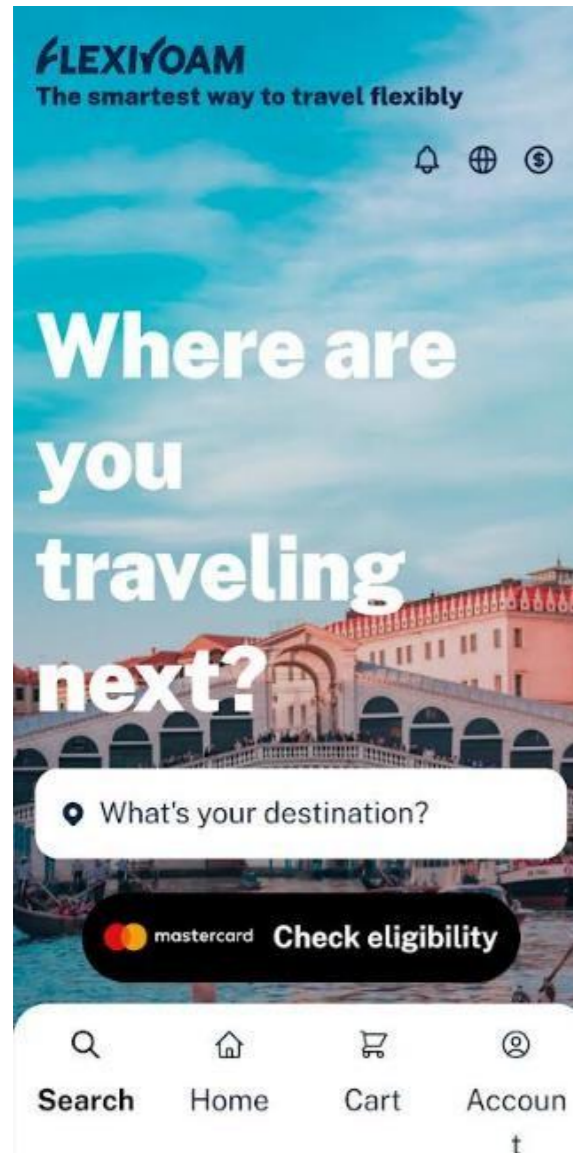 FLEXIROAM
The smartest way to travel flexibly
Where are
you
traveling
next?
What's your destination?
mastercard Check eligibility
Search Home Cart Accoun
t